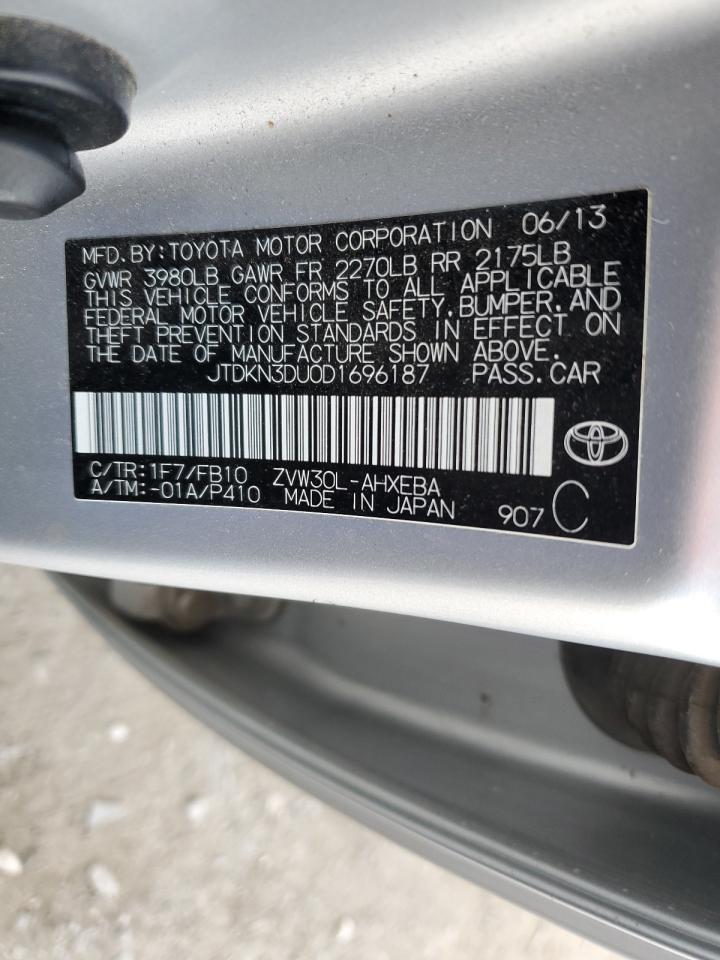 MFD.BY:TOYOTA MOTOR CORPORATION 06/13
GVWR 3980LB GAWR FR 2270LB RR 2175LB
THIS VEHICLE CONFORMS TO ALL APPLICABLE
FEDERAL MOTOR VEHICLE SAFETY,BUMPER,AND
THEFT PREVENTION STANDARDS IN EFFECT ON
THE DATE OF MANUFACTURE SHOWN ABOVE.
JTDKN3DU0D1696187 PASS.CAR
C/TR:1F7/FB10 ZVW30L-AHXEBA
A/TM:-01A/P410 MADE IN JAPAN 907 C